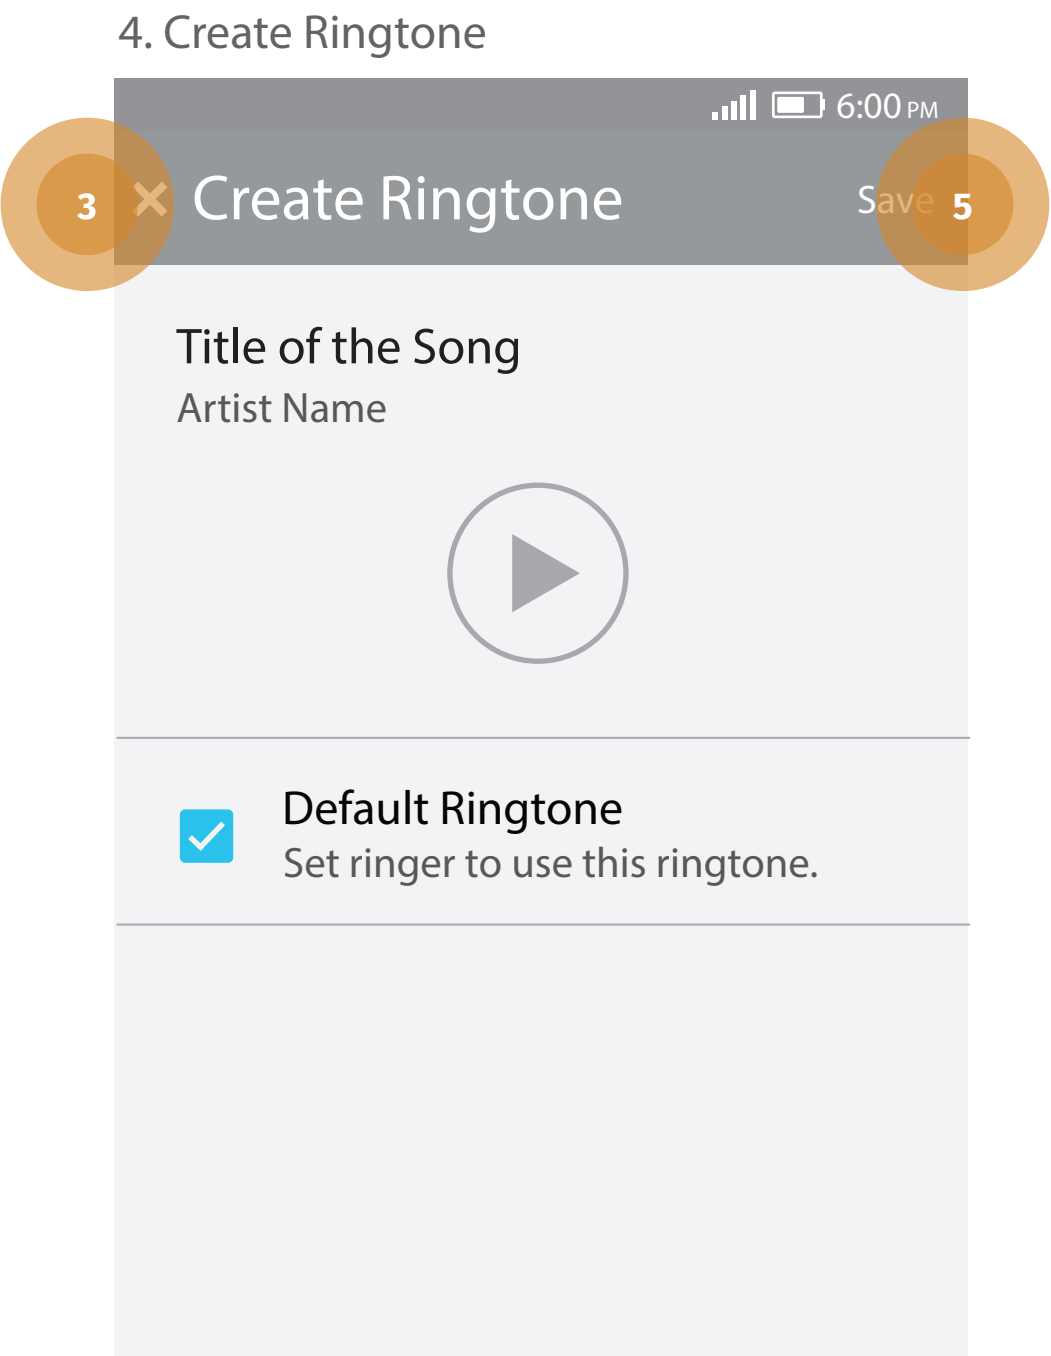 4. Create Ringtone
6:00 PM
3 × Create Ringtone Save 5
Title of the Song
Artist Name
Default Ringtone
Set ringer to use this ringtone.